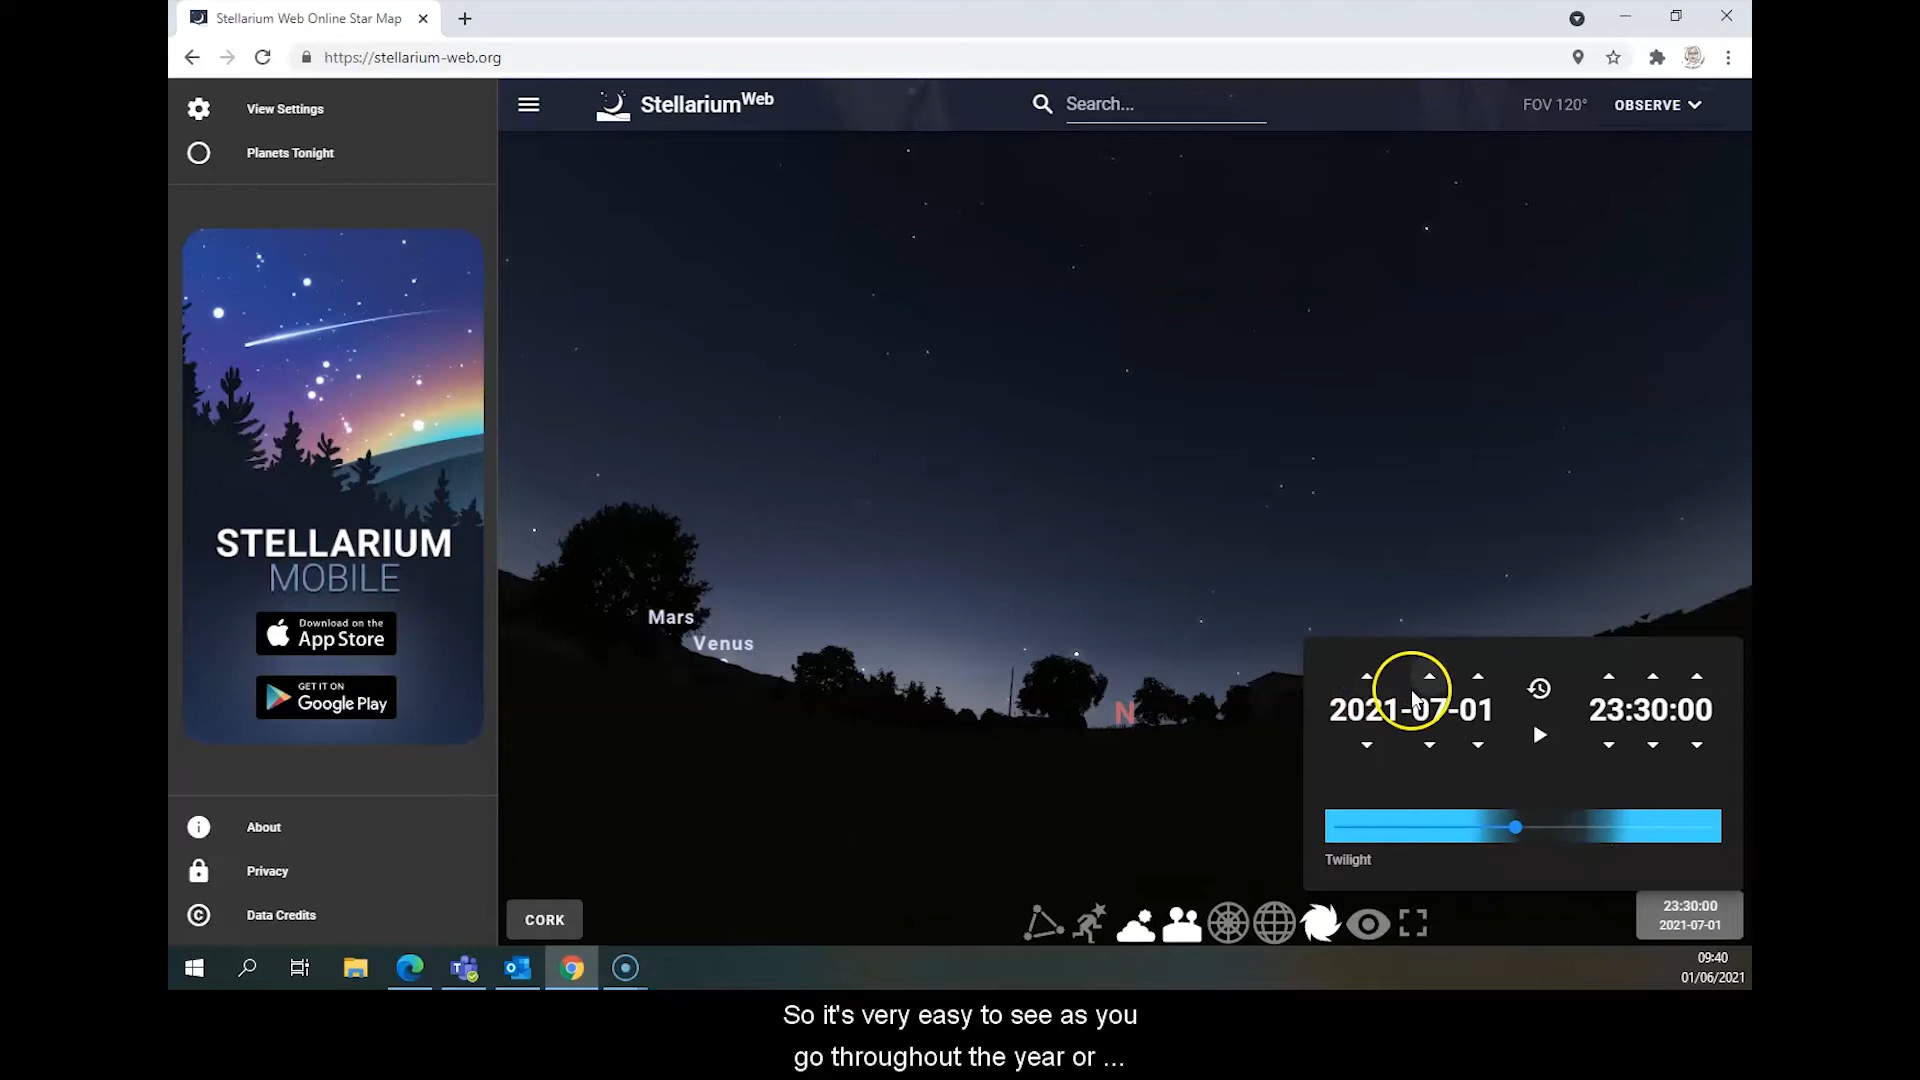 Stellarium Web Online Star Map
https://stellarium-web.org
View Settings
Planets Tonight
StellariumWeb
Search...
FOV 120°
OBSERVE
STELLARIUM
MOBILE
Download on the
App Store
GET IT ON
Google Play
Mars
Venus
N
2021-07-01
23:30:00
Twilight
About
Privacy
Data Credits
CORK
23:30:00
2021-07-01
09:40
01/06/2021
So it's very easy to see as you
go throughout the year or ...